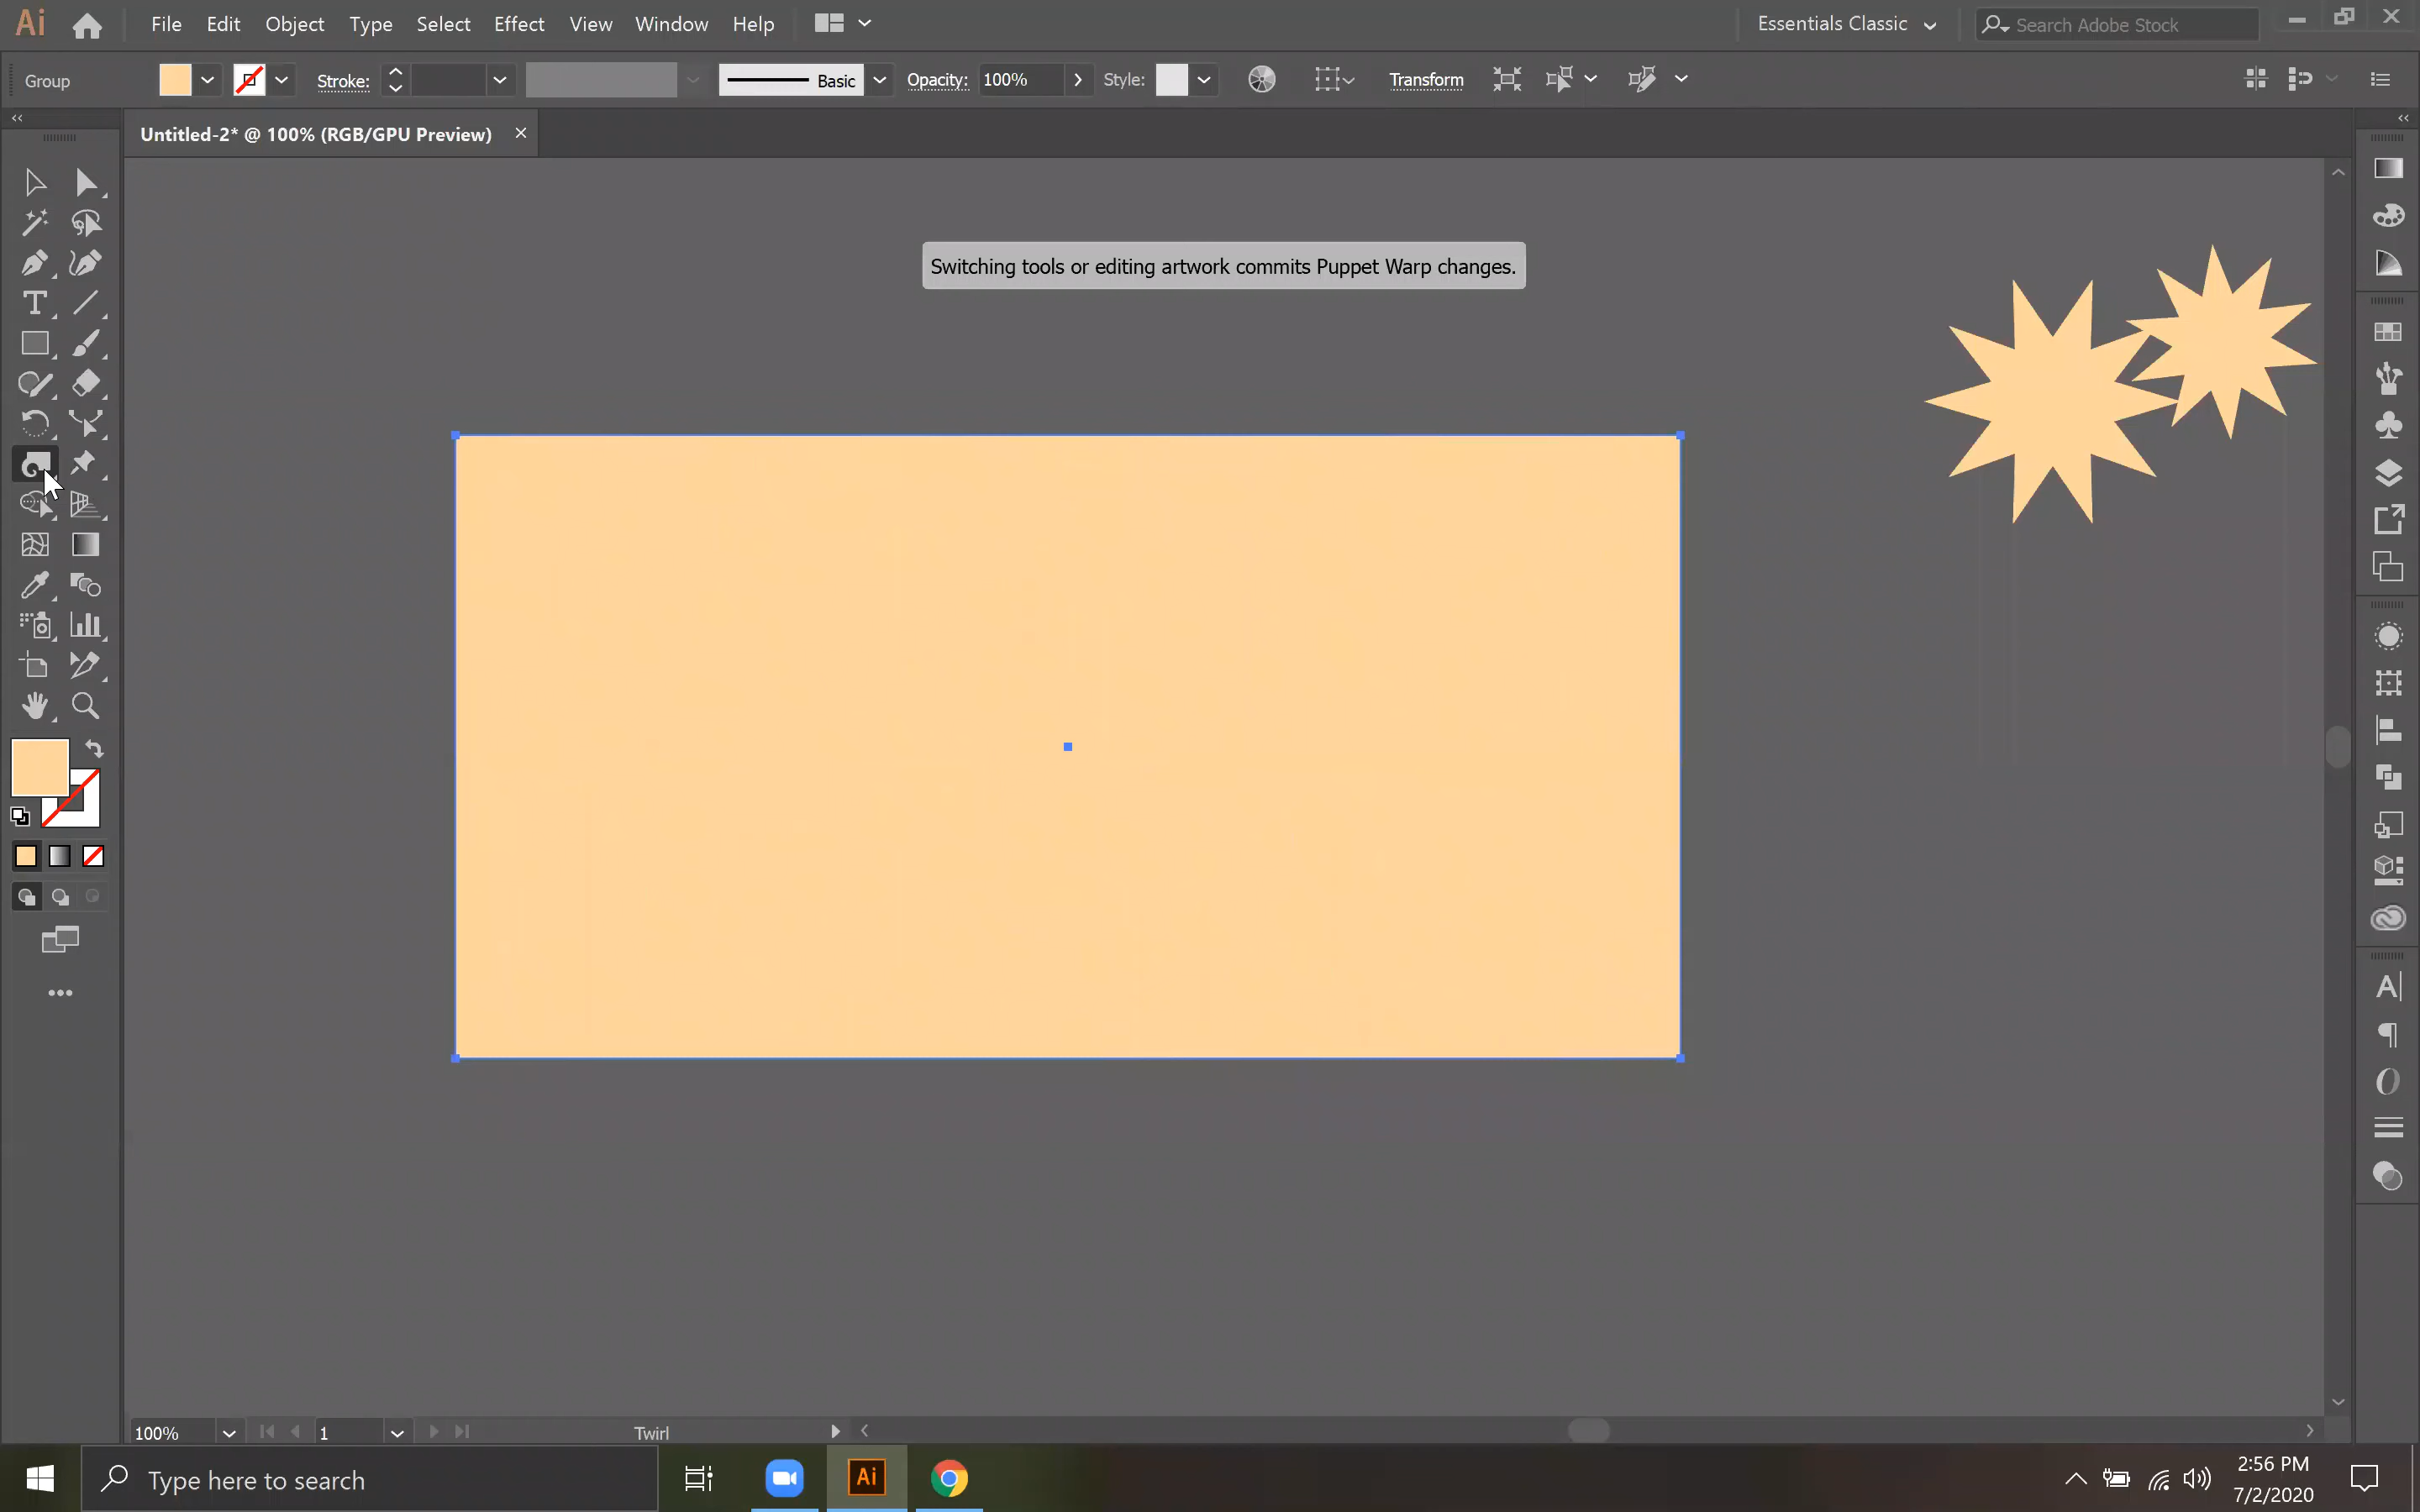 Ai File Edit Object Type Select Effect View Window Help Essentials Classic Search Adobe Stock
Group Stroke: Basic Opacity: 100% Style: Transform
Untitled-2* @ 100% (RGB/GPU Preview)
Switching tools or editing artwork commits Puppet Warp changes.
100% 1 Twirl
Type here to search Ai 2:56 PM
7/2/2020